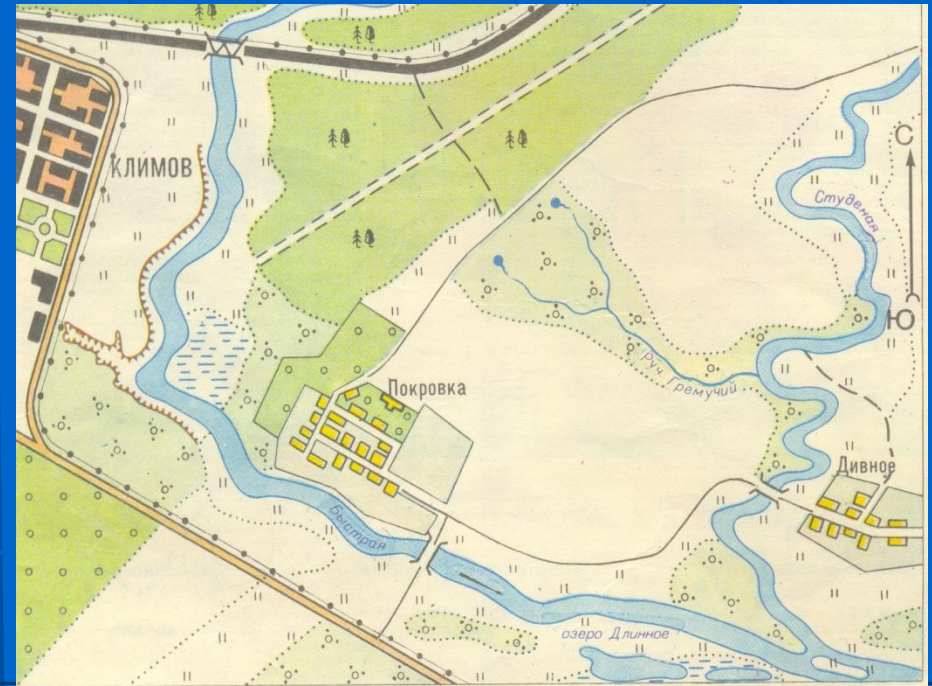 КЛИМОВ
С
Студеная
Ю
Руч. Гремучий
Покровка
Дивное
Быстрая
озеро Длинное